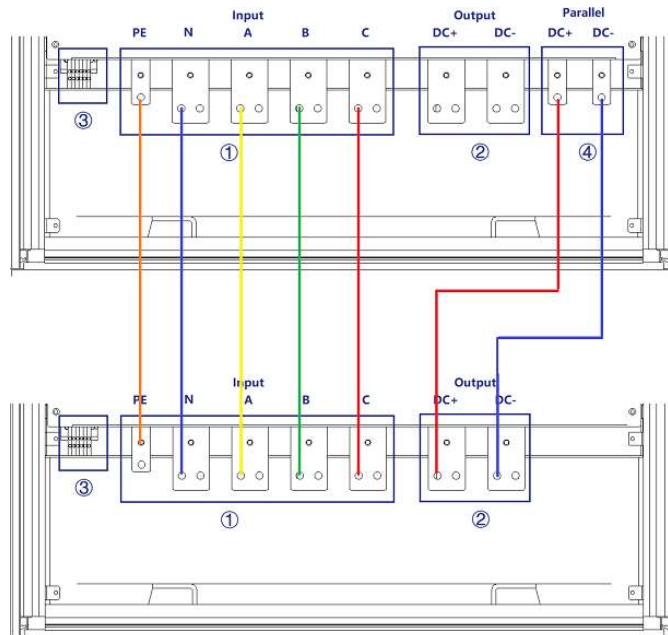 Input Output Parallel
PE N A B C DC+ DC- DC+ DC-
③ ① ② ④
Input Output
PE N A B C DC+ DC-
③ ① ②